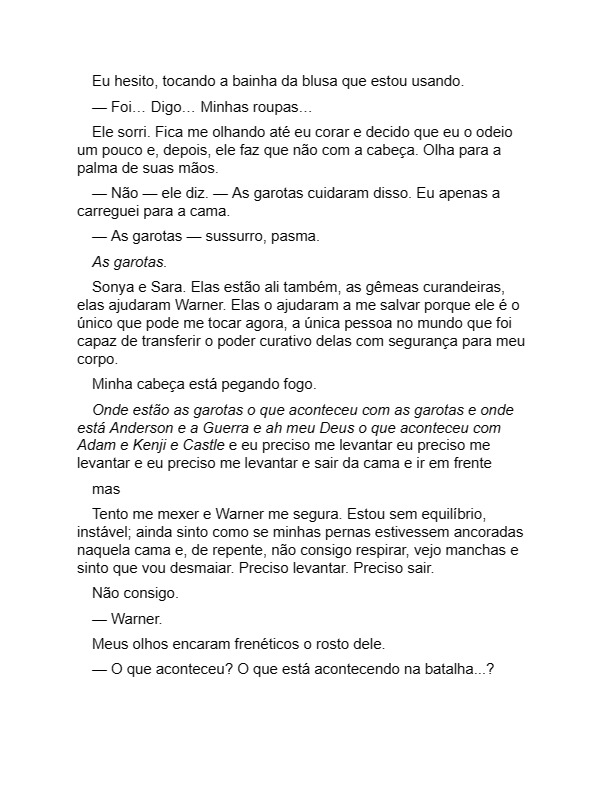 Eu hesito, tocando a bainha da blusa que estou usando.
— Foi… Digo… Minhas roupas…
Ele sorri. Fica me olhando até eu corar e decido que eu o odeio
um pouco e, depois, ele faz que não com a cabeça. Olha para a
palma de suas mãos.
— Não — ele diz. — As garotas cuidaram disso. Eu apenas a
carreguei para a cama.
— As garotas — sussurro, pasma.
As garotas.
Sonya e Sara. Elas estão ali também, as gêmeas curandeiras,
elas ajudaram Warner. Elas o ajudaram a me salvar porque ele é o
único que pode me tocar agora, a única pessoa no mundo que foi
capaz de transferir o poder curativo delas com segurança para meu
corpo.
Minha cabeça está pegando fogo.
Onde estão as garotas o que aconteceu com as garotas e onde
está Anderson e a Guerra e ah meu Deus o que aconteceu com
Adam e Kenji e Castle e eu preciso me levantar eu preciso me
levantar e eu preciso me levantar e sair da cama e ir em frente
mas
Tento me mexer e Warner me segura. Estou sem equilíbrio,
instável; ainda sinto como se minhas pernas estivessem ancoradas
naquela cama e, de repente, não consigo respirar, vejo manchas e
sinto que vou desmaiar. Preciso levantar. Preciso sair.
Não consigo.
— Warner.
Meus olhos encaram frenéticos o rosto dele.
— O que aconteceu? O que está acontecendo na batalha...?